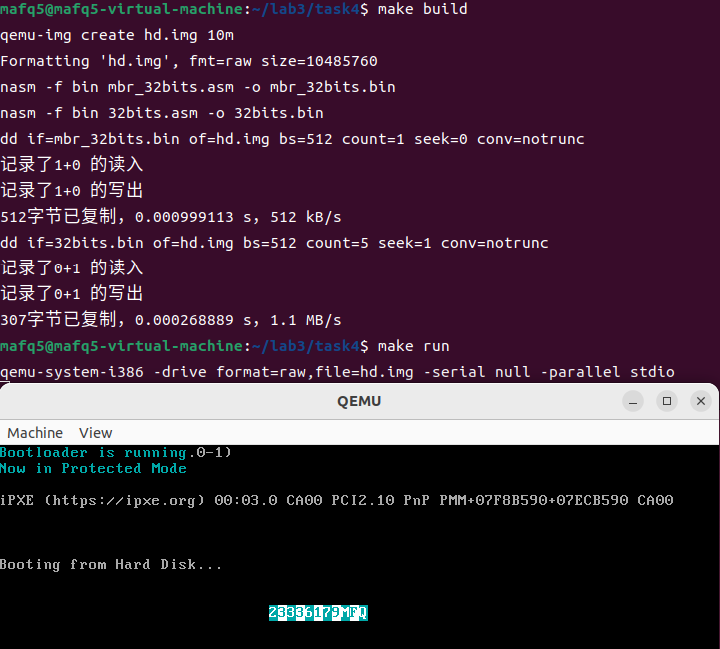 mafq5@mafq5-virtual-machine:~/lab3/task4$ make build
qemu-img create hd.img 10m
Formatting 'hd.img', fmt=raw size=10485760
nasm -f bin mbr_32bits.asm -o mbr_32bits.bin
nasm -f bin 32bits.asm -o 32bits.bin
dd if=mbr_32bits.bin of=hd.img bs=512 count=1 seek=0 conv=notrunc
记录了1+0 的读入
记录了1+0 的写出
512字节已复制，0.000999113 s，512 kB/s
dd if=32bits.bin of=hd.img bs=512 count=5 seek=1 conv=notrunc
记录了0+1 的读入
记录了0+1 的写出
307字节已复制，0.000268889 s，1.1 MB/s
mafq5@mafq5-virtual-machine:~/lab3/task4$ make run
qemu-system-i386 -drive format=raw,file=hd.img -serial null -parallel stdio
QEMU
Machine View
Bootloader is running.0-1)
Now in Protected Mode
iPXE (https://ipxe.org) 00:03.0 CA00 PCI2.10 PnP PMM+07F8B590+07ECB590 CA00
Booting from Hard Disk...
23336179MFQ